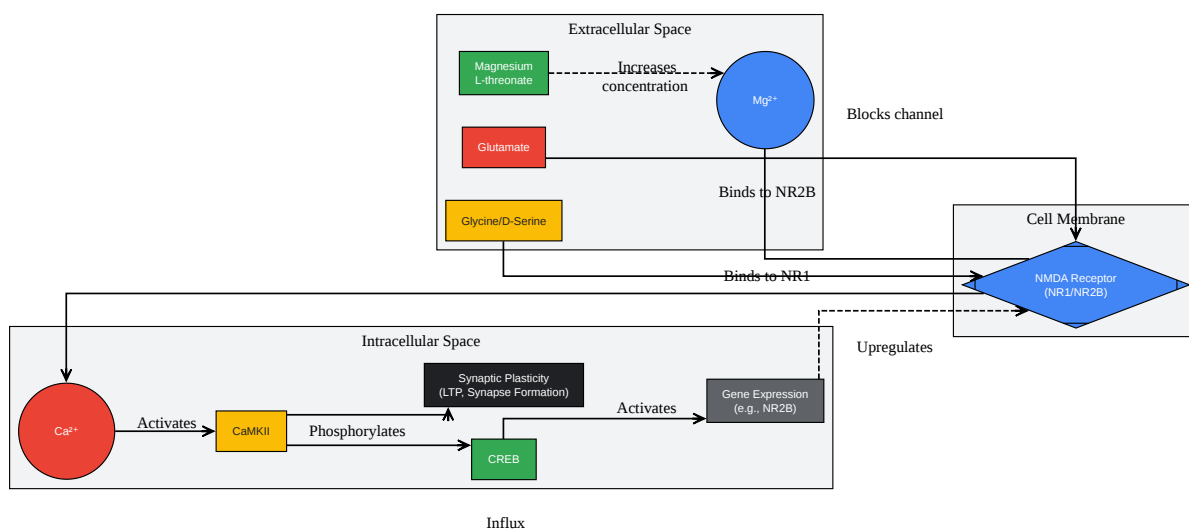 Extracellular Space
Magnesium
L-threonate
Increases
concentration
Mg²⁺
Blocks channel
Glutamate
Binds to NR2B
Glycine/D-Serine
Cell Membrane
Binds to NR1
NMDA Receptor
(NR1/NR2B)
Intracellular Space
Upregulates
Synaptic Plasticity
(LTP, Synapse Formation)
Gene Expression
(e.g., NR2B)
Activates
Ca²⁺
Activates
CaMKII
Phosphorylates
CREB
Influx